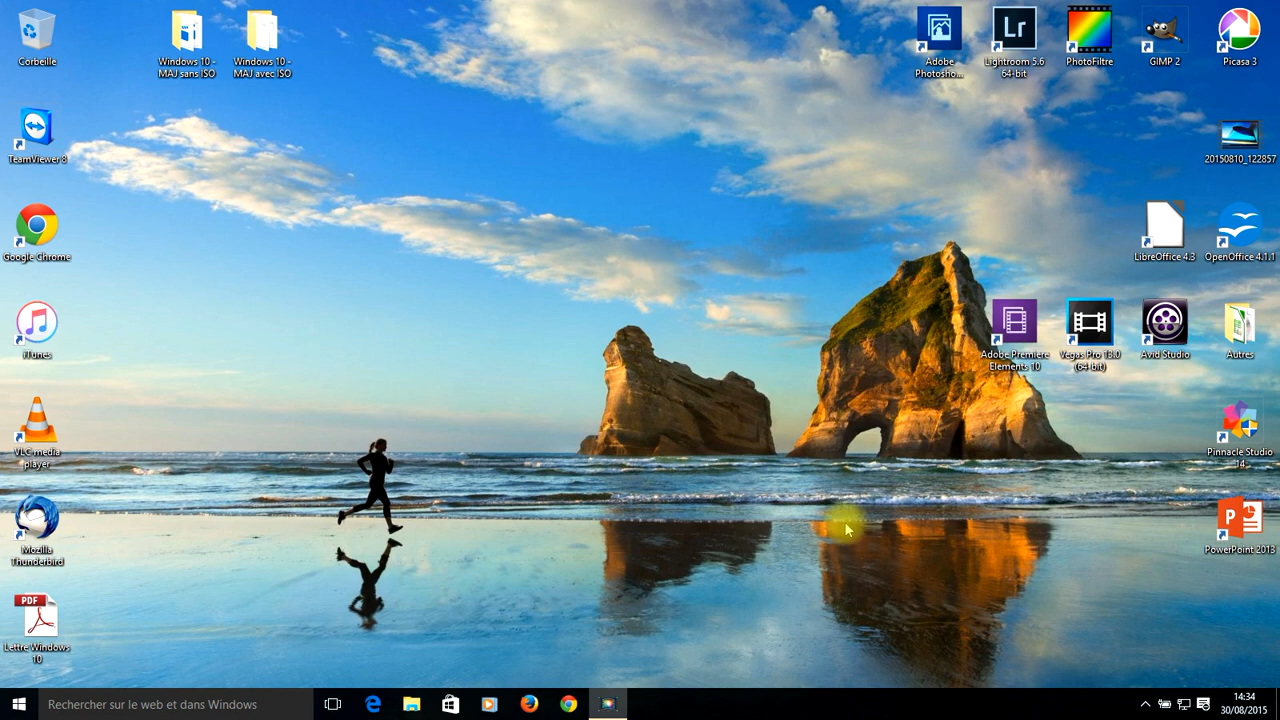 Corbeille
Windows 10 -
MAJ sans ISO
Windows 10 -
MAJ avec ISO
Adobe
Photosho...
Lr
Lightroom 5.6
64-bit
PhotoFiltre
GIMP 2
Picasa 3
TeamViewer 8
20150810_122857
Google Chrome
LibreOffice 4.3
OpenOffice 4.1.1
iTunes
Adobe Premiere
Elements 10
Vegas Pro 13.0
(64-bit)
Avid Studio
Autres
VLC media
player
Pinnacle Studio
14
Mozilla
Thunderbird
P
PowerPoint 2013
PDF
Lettre Windows
10
Rechercher sur le web et dans Windows
14:34
30/08/2015